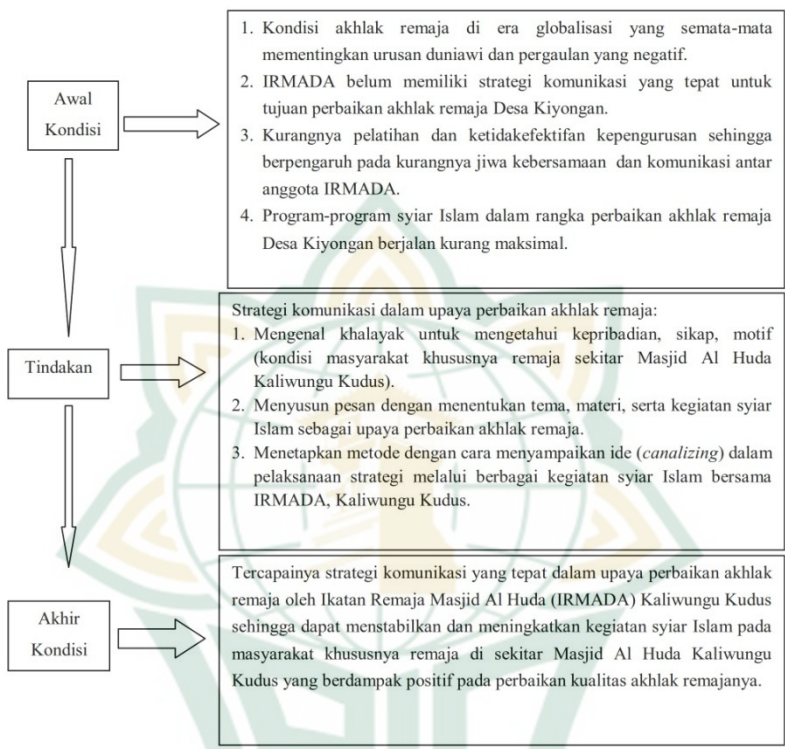 Awal
Kondisi
1. Kondisi akhlak remaja di era globalisasi yang semata-mata
mementingkan urusan duniawi dan pergaulan yang negatif.
2. IRMADA belum memiliki strategi komunikasi yang tepat untuk
tujuan perbaikan akhlak remaja Desa Kiyongan.
3. Kurangnya pelatihan dan ketidakefektifan kepengurusan sehingga
berpengaruh pada kurangnya jiwa kebersamaan dan komunikasi antar
anggota IRMADA.
4. Program-program syiar Islam dalam rangka perbaikan akhlak remaja
Desa Kiyongan berjalan kurang maksimal.
Tindakan
Strategi komunikasi dalam upaya perbaikan akhlak remaja:
1. Mengenal khalayak untuk mengetahui kepribadian, sikap, motif
(kondisi masyarakat khususnya remaja sekitar Masjid Al Huda
Kaliwungu Kudus).
2. Menyusun pesan dengan menentukan tema, materi, serta kegiatan syiar
Islam sebagai upaya perbaikan akhlak remaja.
3. Menetapkan metode dengan cara menyampaikan ide (canalizing) dalam
pelaksanaan strategi melalui berbagai kegiatan syiar Islam bersama
IRMADA, Kaliwungu Kudus.
Akhir
Kondisi
Tercapainya strategi komunikasi yang tepat dalam upaya perbaikan akhlak
remaja oleh Ikatan Remaja Masjid Al Huda (IRMADA) Kaliwungu Kudus
sehingga dapat menstabilkan dan meningkatkan kegiatan syiar Islam pada
masyarakat khususnya remaja di sekitar Masjid Al Huda Kaliwungu
Kudus yang berdampak positif pada perbaikan kualitas akhlak remajanya.